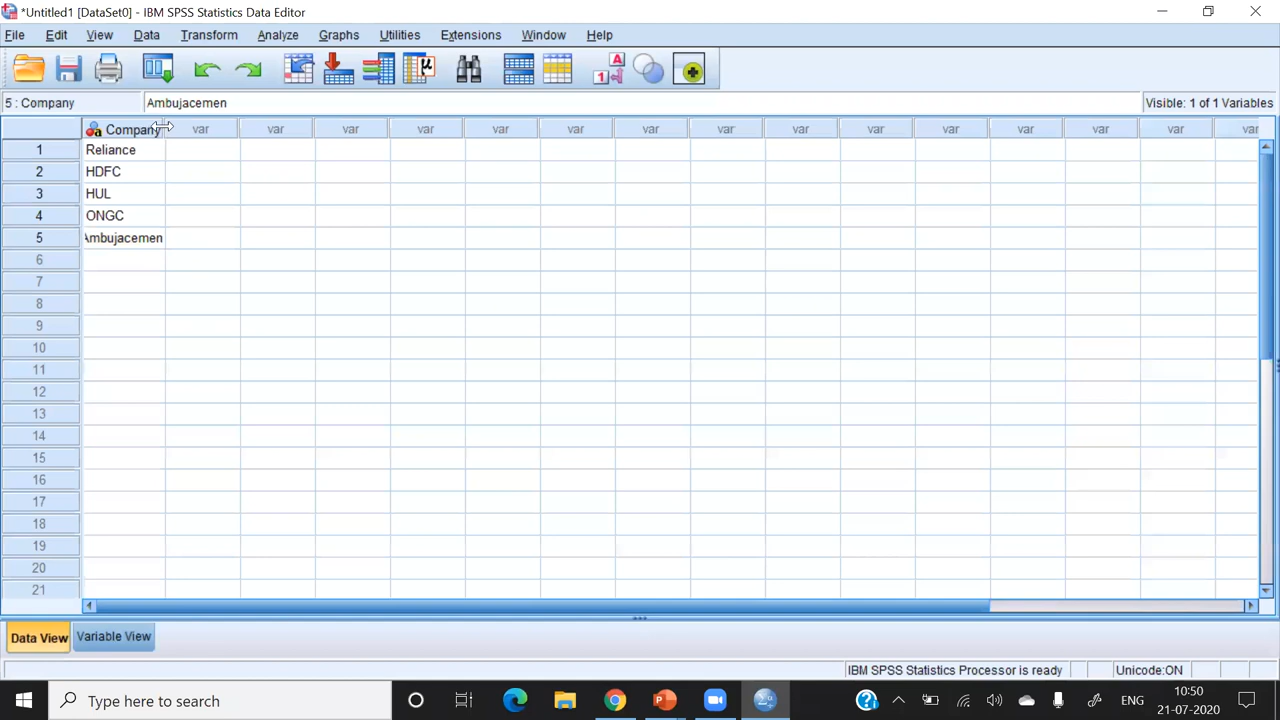 *Untitled1 [DataSet0] - IBM SPSS Statistics Data Editor
File Edit View Data Transform Analyze Graphs Utilities Extensions Window Help
5 : Company Ambujacemen Visible: 1 of 1 Variables
Company var var var var var var var var var var var var var var var
1 Reliance
2 HDFC
3 HUL
4 ONGC
5 Ambujacemen
6
7
8
9
10
11
12
13
14
15
16
17
18
19
20
21
Data View Variable View
IBM SPSS Statistics Processor is ready Unicode:ON
Type here to search ENG 10:50
21-07-2020